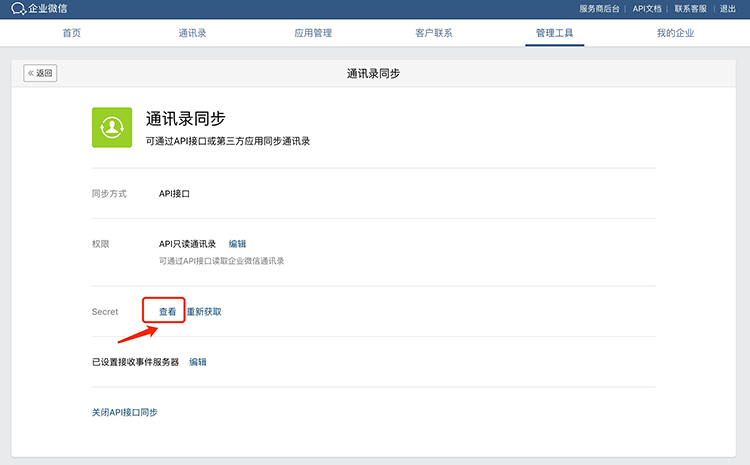 企业微信
服务商后台 | API文档 | 联系客服 | 退出
首页 通讯录 应用管理 客户联系 管理工具 我的企业
« 返回 通讯录同步
通讯录同步
可通过API接口或第三方应用同步通讯录
同步方式 API接口
权限 API只读通讯录 编辑
可通过API接口读取企业微信通讯录
Secret 查看 重新获取
已设置接收事件服务器 编辑
关闭API接口同步